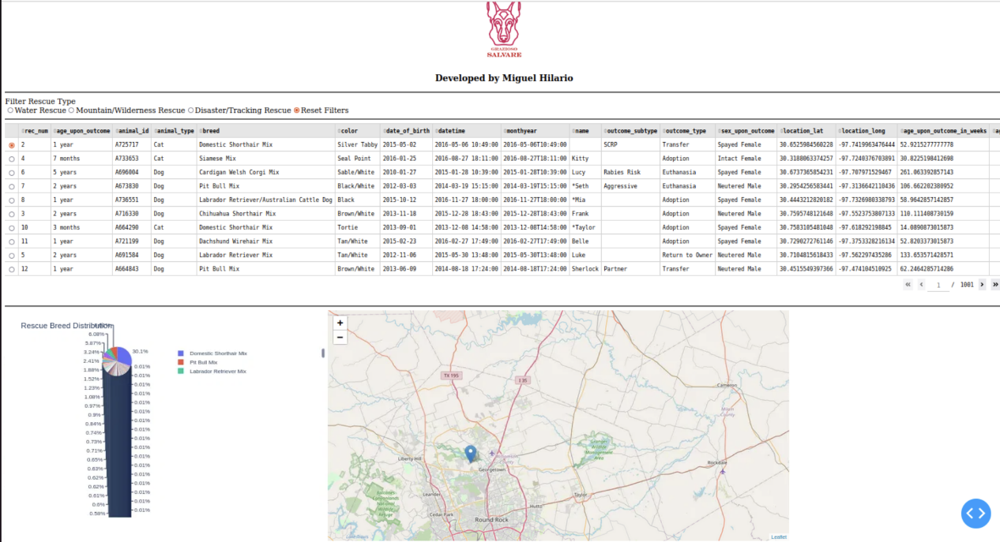 GRAZIOSO
SALVARE
Developed by Miguel Hilario
Filter Rescue Type
Water Rescue Mountain/Wilderness Rescue Disaster/Tracking Rescue Reset Filters
rec_num age_upon_outcome animal_id animal_type breed color date_of_birth datetime monthyear name outcome_subtype outcome_type sex_upon_outcome location_lat location_long age_upon_outcome_in_weeks
2 1 year A725717 Cat Domestic Shorthair Mix Silver Tabby 2015-05-02 2016-05-06 10:49:00 2016-05-06T10:49:00 SCRP Transfer Spayed Female 30.6525984560228 -97.7419963476444 52.9215277777778
4 7 months A733653 Cat Siamese Mix Seal Point 2016-01-25 2016-08-27 18:11:00 2016-08-27T18:11:00 Kitty Adoption Intact Female 30.3188063374257 -97.7240376703891 30.8225198412698
6 5 years A696004 Dog Cardigan Welsh Corgi Mix Sable/White 2010-01-27 2015-01-28 10:39:00 2015-01-28T10:39:00 Lucy Rabies Risk Euthanasia Spayed Female 30.6737365854231 -97.707971529467 261.063392857143
7 2 years A673830 Dog Pit Bull Mix Black/White 2012-03-03 2014-03-19 15:15:00 2014-03-19T15:15:00 *Seth Aggressive Euthanasia Neutered Male 30.2954256583441 -97.3136642110436 106.662202380952
8 1 year A736551 Dog Labrador Retriever/Australian Cattle Dog Black 2015-10-12 2016-11-27 18:00:00 2016-11-27T18:00:00 *Mia Adoption Spayed Female 30.4443212820182 -97.7326980338793 58.9642857142857
3 2 years A716330 Dog Chihuahua Shorthair Mix Brown/White 2013-11-18 2015-12-28 18:43:00 2015-12-28T18:43:00 Frank Adoption Neutered Male 30.7595748121648 -97.5523753807133 110.111408730159
10 3 months A664290 Cat Domestic Shorthair Mix Tortie 2013-09-01 2013-12-08 14:58:00 2013-12-08T14:58:00 *Taylor Adoption Spayed Female 30.7583105481048 -97.618292198845 14.0890873015873
11 1 year A721199 Dog Dachshund Wirehair Mix Tan/White 2015-02-23 2016-02-27 17:49:00 2016-02-27T17:49:00 Belle Adoption Spayed Female 30.7290272761146 -97.3753328216134 52.8203373015873
5 2 years A691584 Dog Labrador Retriever Mix Tan/White 2012-11-06 2015-05-30 13:48:00 2015-05-30T13:48:00 Luke Return to Owner Neutered Male 30.7104815618433 -97.562297435286 133.653571428571
12 1 year A664843 Dog Pit Bull Mix Brown/White 2013-06-09 2014-08-18 17:24:00 2014-08-18T17:24:00 Sherlock Partner Transfer Neutered Male 30.4515549397366 -97.474104510925 62.2464285714286
« ‹ 1 / 1001 › »
Rescue Breed Distribution
6.08%
5.87%
3.24% 30.1%
2.41% 0.01%
1.88% 0.01%
1.52% 0.01%
1.23% 0.01%
1.08% 0.01%
0.97% 0.01%
0.9% 0.01%
0.84% 0.01%
0.74% 0.01%
0.73% 0.01%
0.71% 0.01%
0.65% 0.01%
0.63% 0.01%
0.62% 0.01%
0.62% 0.01%
0.61% 0.01%
0.6% 0.01%
0.58%
Domestic Shorthair Mix
Pit Bull Mix
Labrador Retriever Mix
+
−
TX 195
I 35
Cameron
Milam
County
Granger
Wildlife
Management
Area
Liberty Hill
Georgetown
Rockdale
Leander
Balcones
Canyonlands
National
Wildlife
Refuge
Taylor
Hutto
Cedar Park
Round Rock
Leaflet